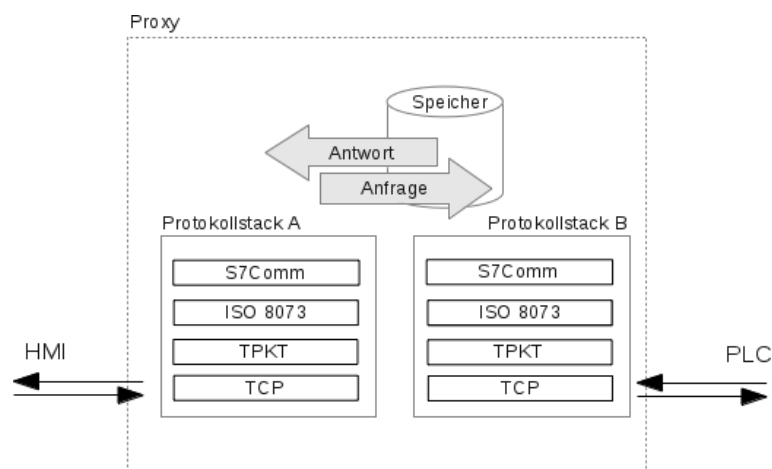 Proxy
Speicher
Antwort
Anfrage
Protokollstack A
Protokollstack B
S7Comm
ISO 8073
TPKT
TCP
S7Comm
ISO 8073
TPKT
TCP
HMI
PLC